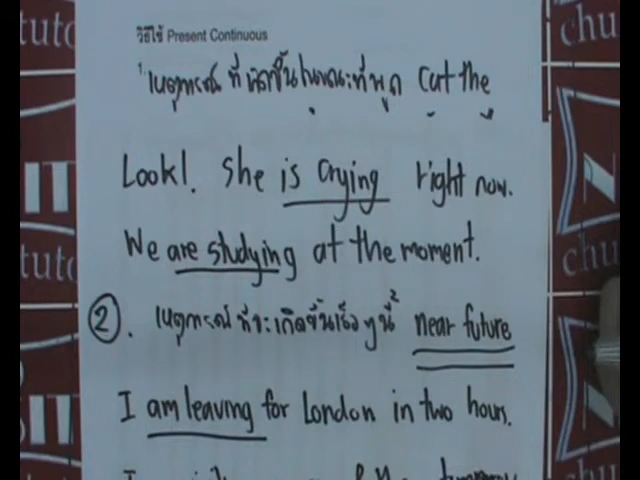 วิธีใช้ Present Continuous
1. เหตุการณ์ ที่เกิดขึ้นในขณะที่พูด
Look!. She is crying right now.
We are studying at the moment.
2. เหตุการณ์ ที่จะเกิดขึ้นเร็วๆนี้ near future
I am leaving for London in two hours.